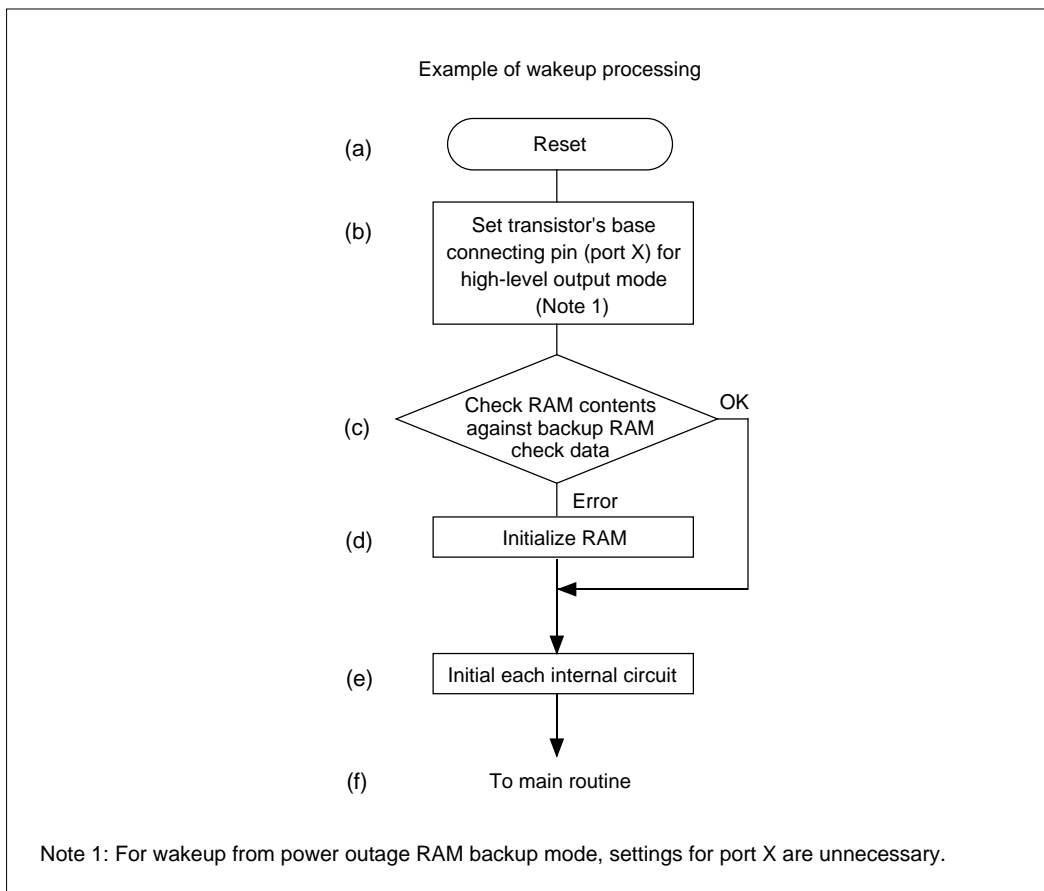 Example of wakeup processing
(a)
Reset
(b)
Set transistor's base
connecting pin (port X) for
high-level output mode
(Note 1)
(c)
Check RAM contents
against backup RAM
check data
OK
Error
(d)
Initialize RAM
(e)
Initial each internal circuit
(f)
To main routine
Note 1: For wakeup from power outage RAM backup mode, settings for port X are unnecessary.